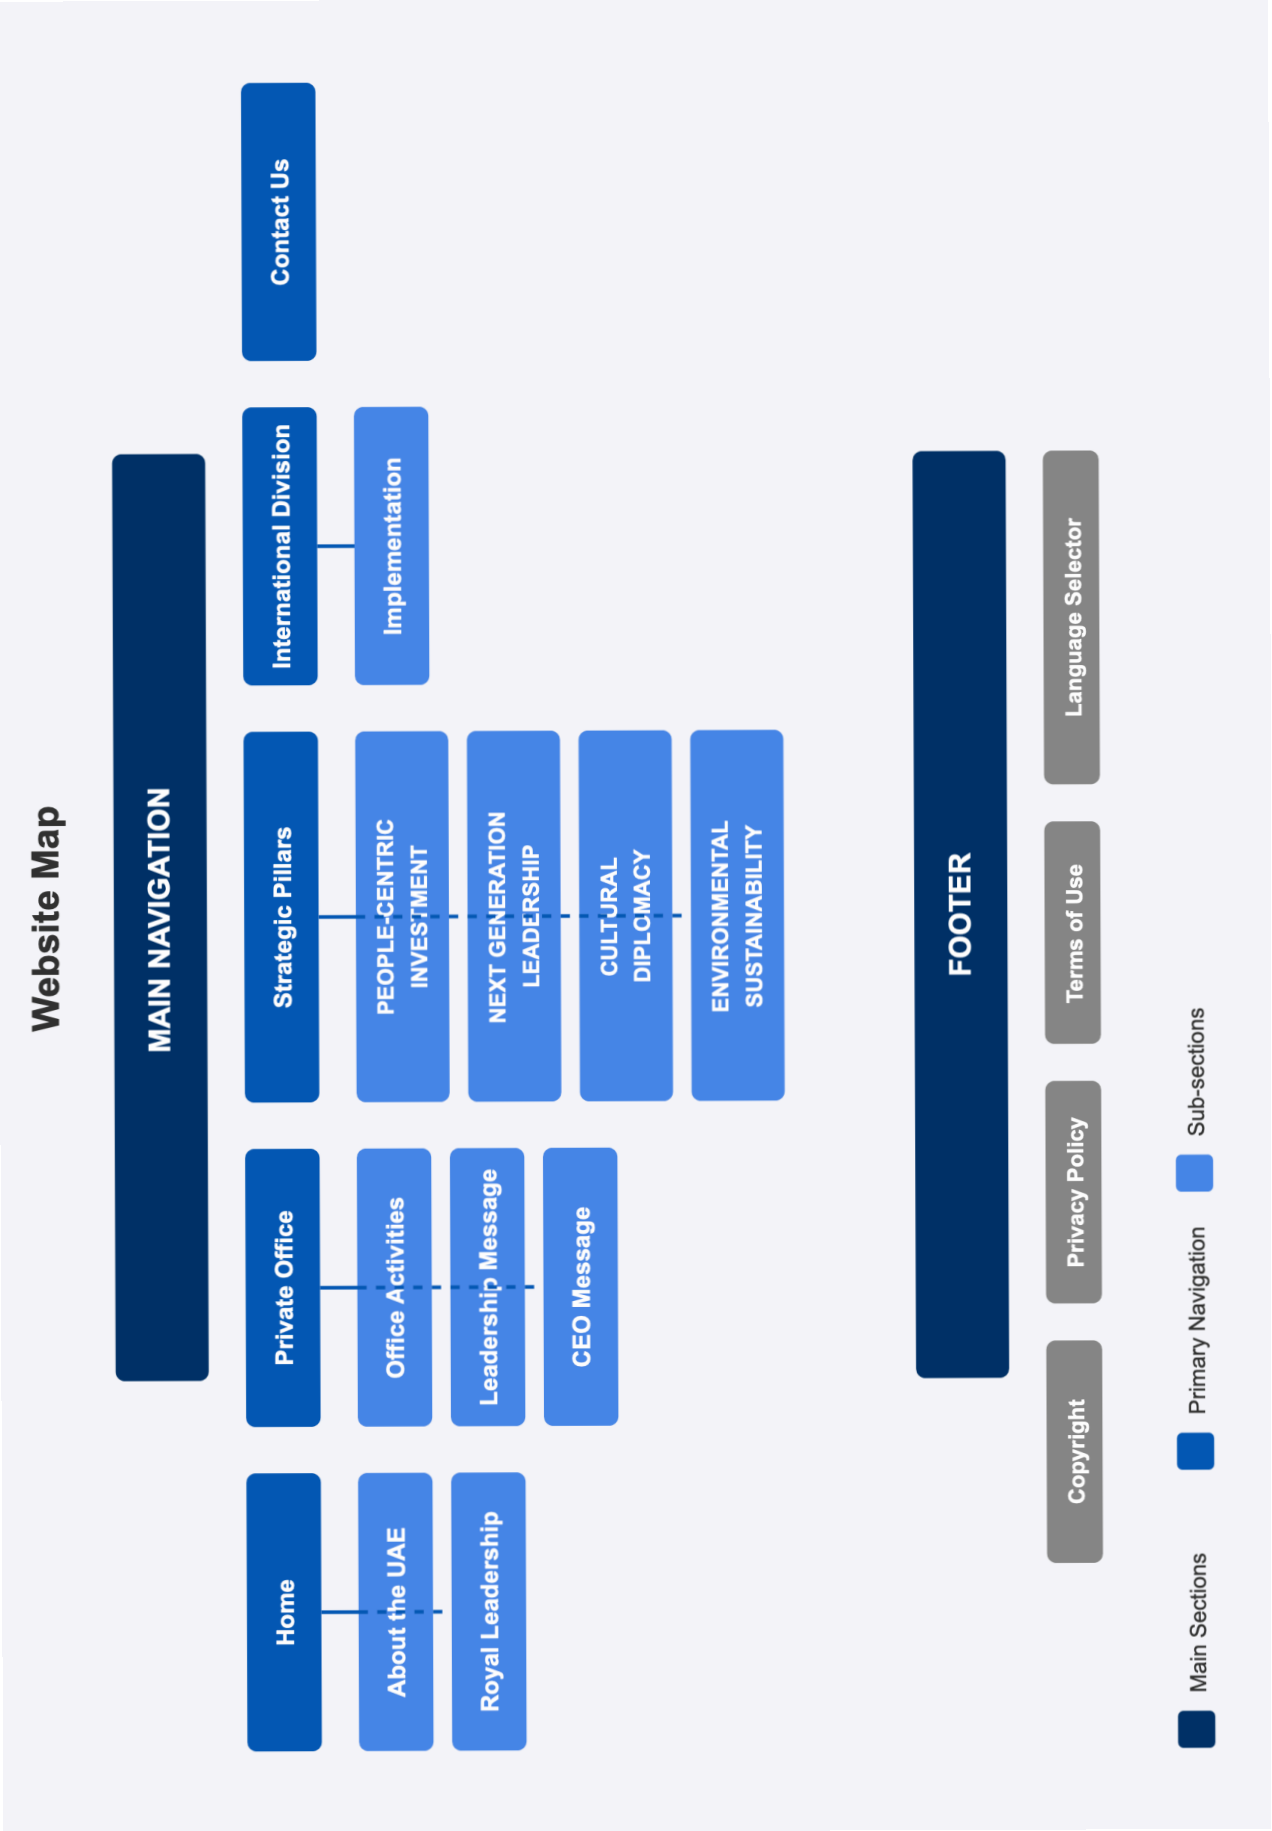 Website Map
MAIN NAVIGATION
Home
About the UAE
Royal Leadership
Private Office
Office Activities
Leadership Message
CEO Message
Strategic Pillars
PEOPLE-CENTRIC
INVESTMENT
NEXT GENERATION
LEADERSHIP
CULTURAL
DIPLOMACY
ENVIRONMENTAL
SUSTAINABILITY
International Division
Implementation
Contact Us
FOOTER
Copyright
Privacy Policy
Terms of Use
Language Selector
Main Sections
Primary Navigation
Sub-sections